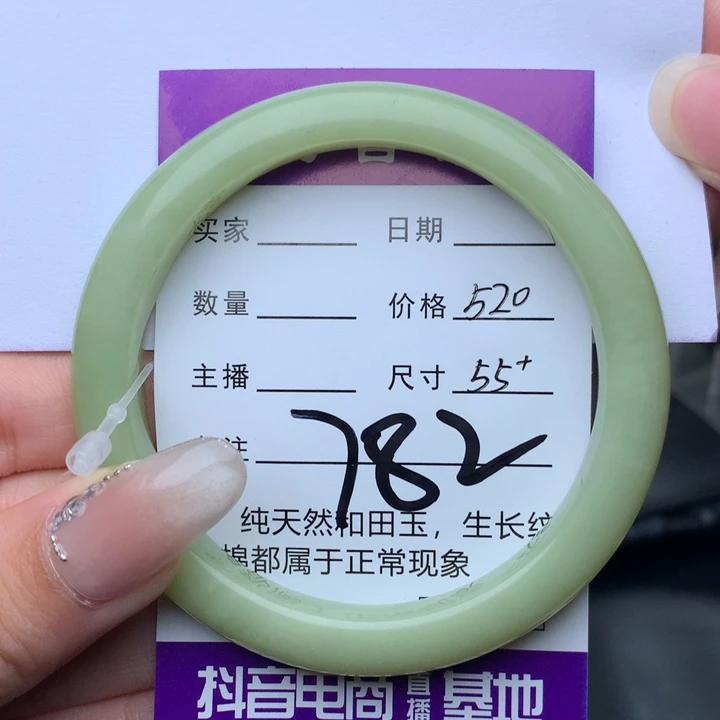 买家 日期
数量 价格 520
主播 尺寸 55+
注 782
纯天然和田玉，生长纹
棉都属于正常现象
抖音电商 直播 基地